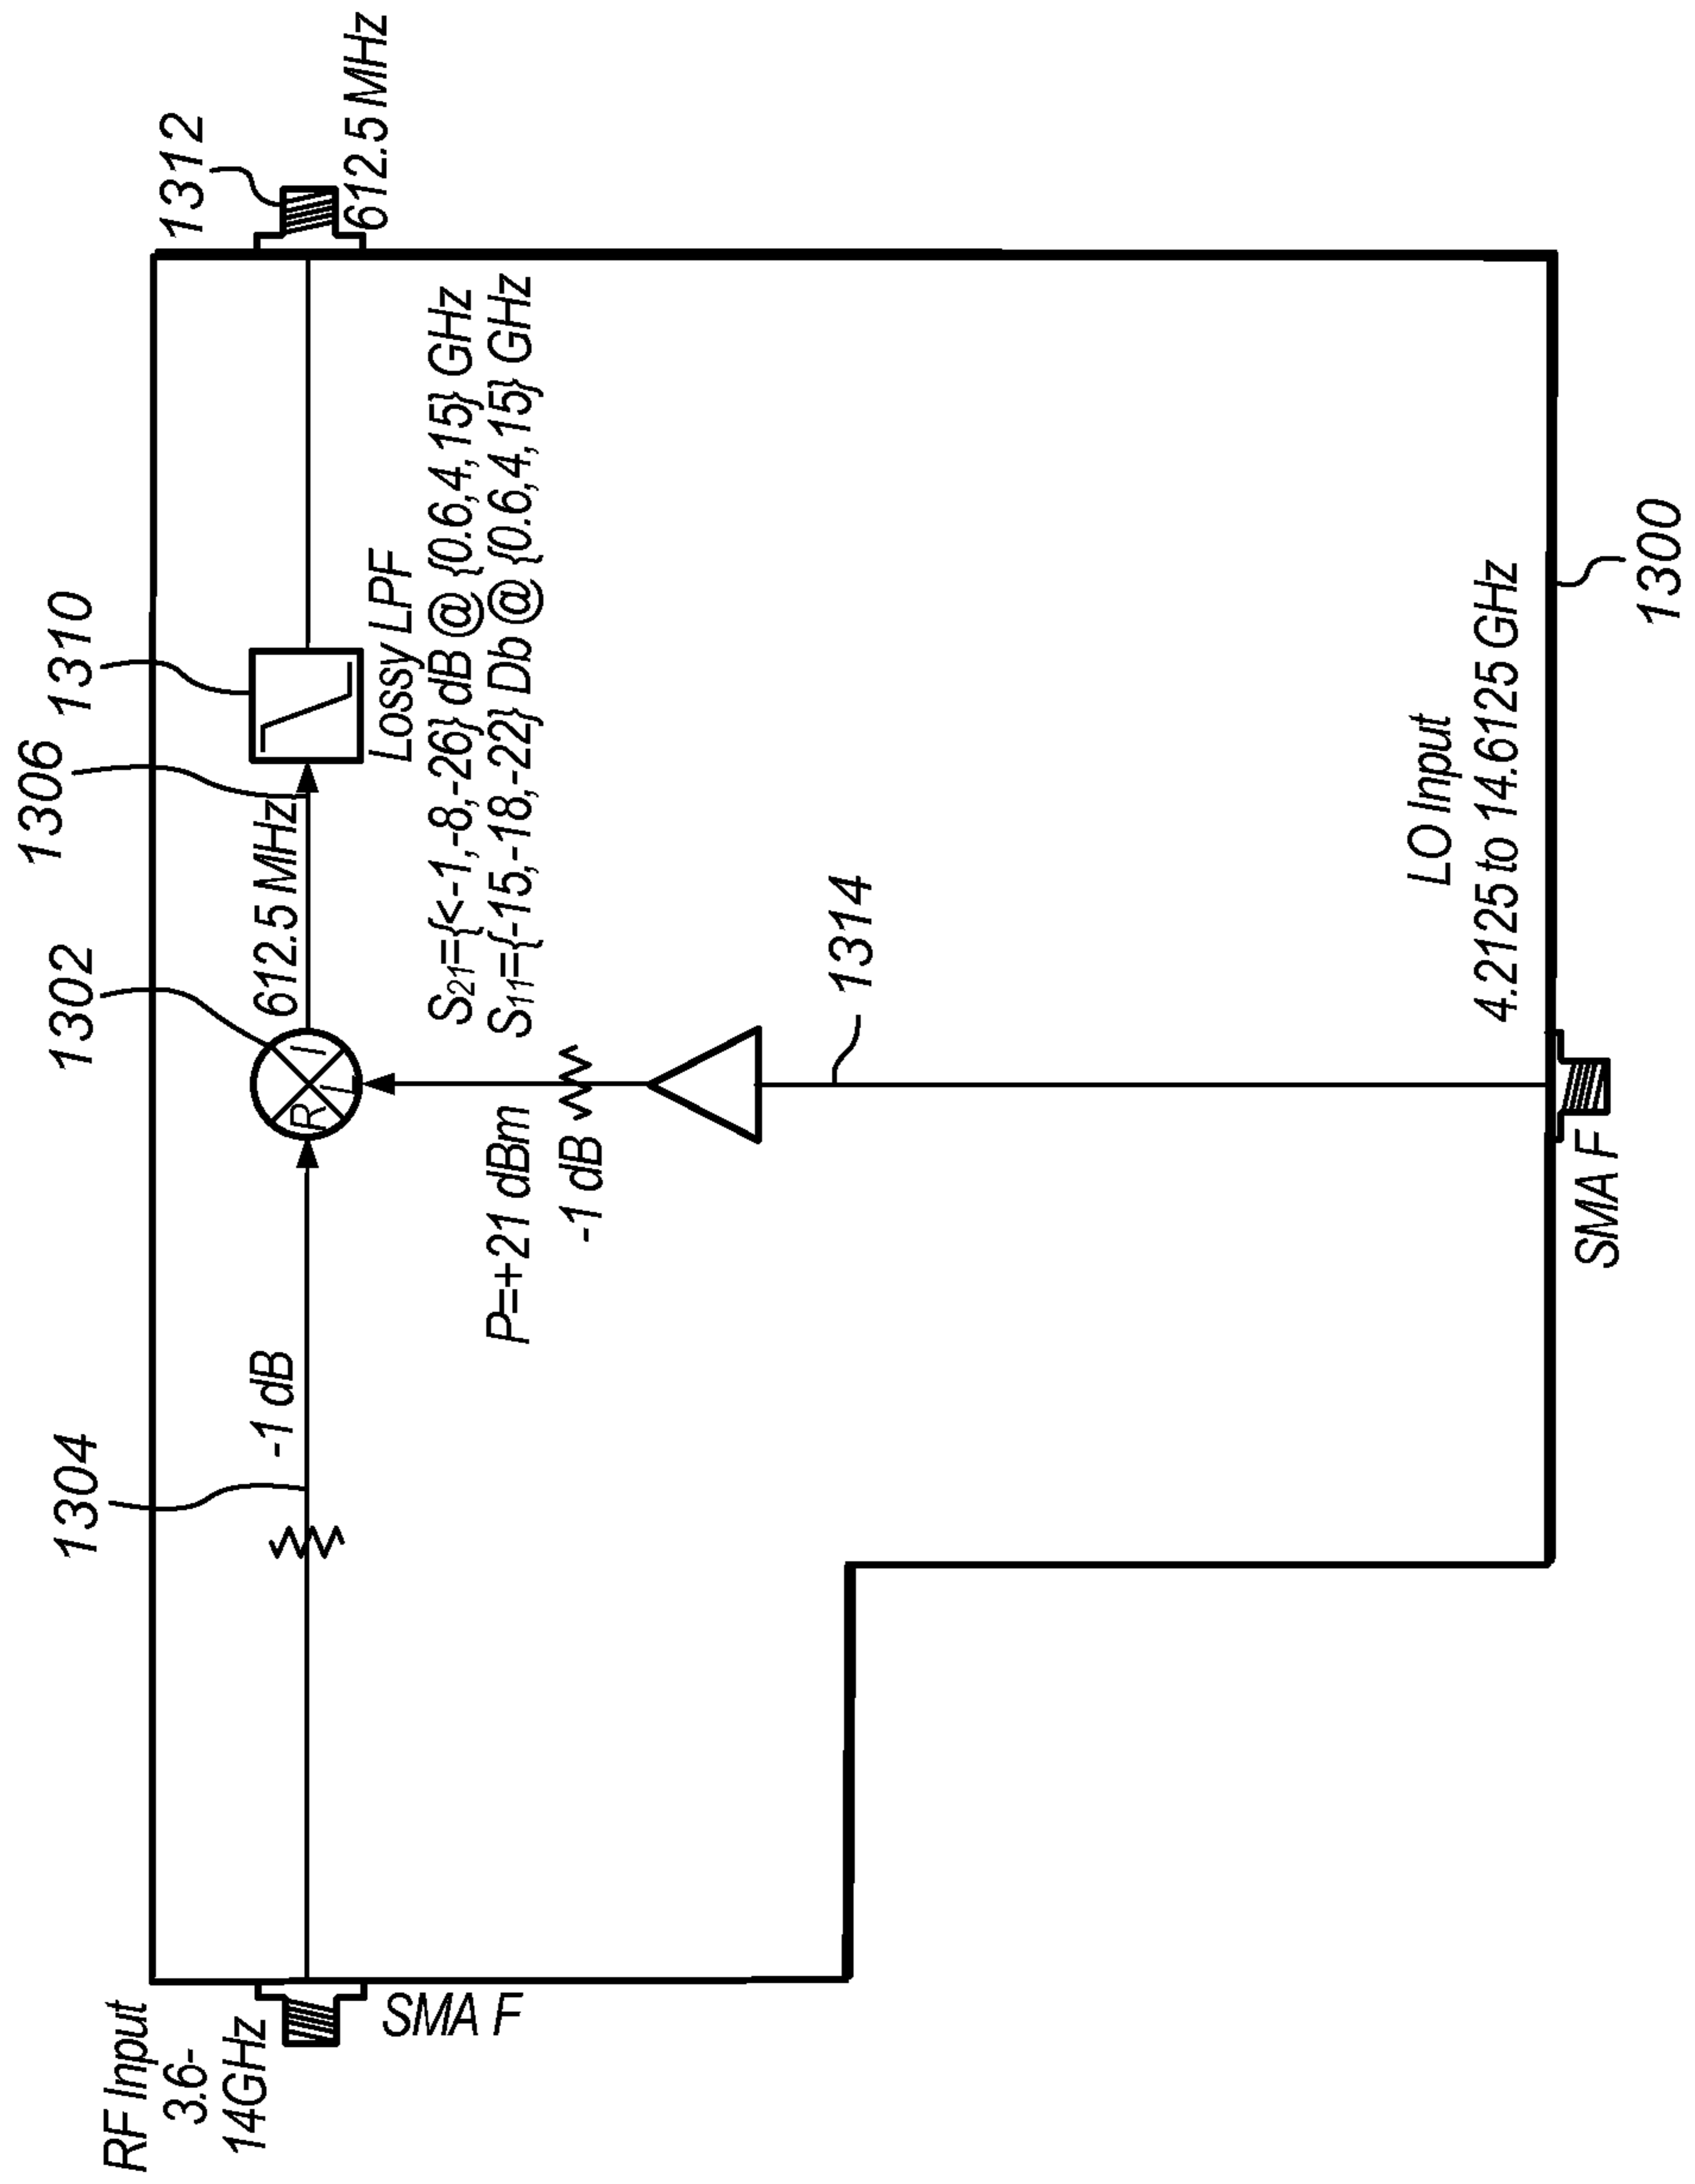 RF Input
3.6-
14GHz
SMA F
1304
-1 dB
1302
R
I
L
612.5 MHz
1306
1310
Lossy LPF
S21={<-1,-8,-26} dB @ {0.6,4,15} GHz
S11={-15,-18,-22} Db @ {0.6,4,15} GHz
1312
612.5 MHz
P=+21 dBm
-1 dB
1314
LO Input
4.2125 to 14.6125 GHz
SMA F
1300